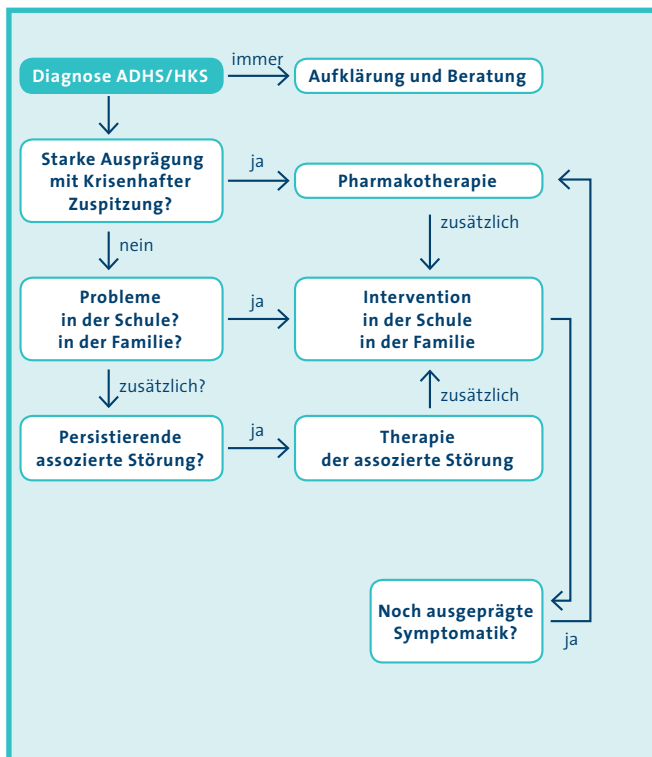 Diagnose ADHS/HKS
immer
Aufklärung und Beratung
Starke Ausprägung
mit Krisenhafter
Zuspitzung?
ja
Pharmakotherapie
zusätzlich
nein
Probleme
in der Schule?
in der Familie?
ja
Intervention
in der Schule
in der Familie
zusätzlich?
zusätzlich
Persistierende
assozierte Störung?
ja
Therapie
der assozierte Störung
Noch ausgeprägte
Symptomatik?
ja